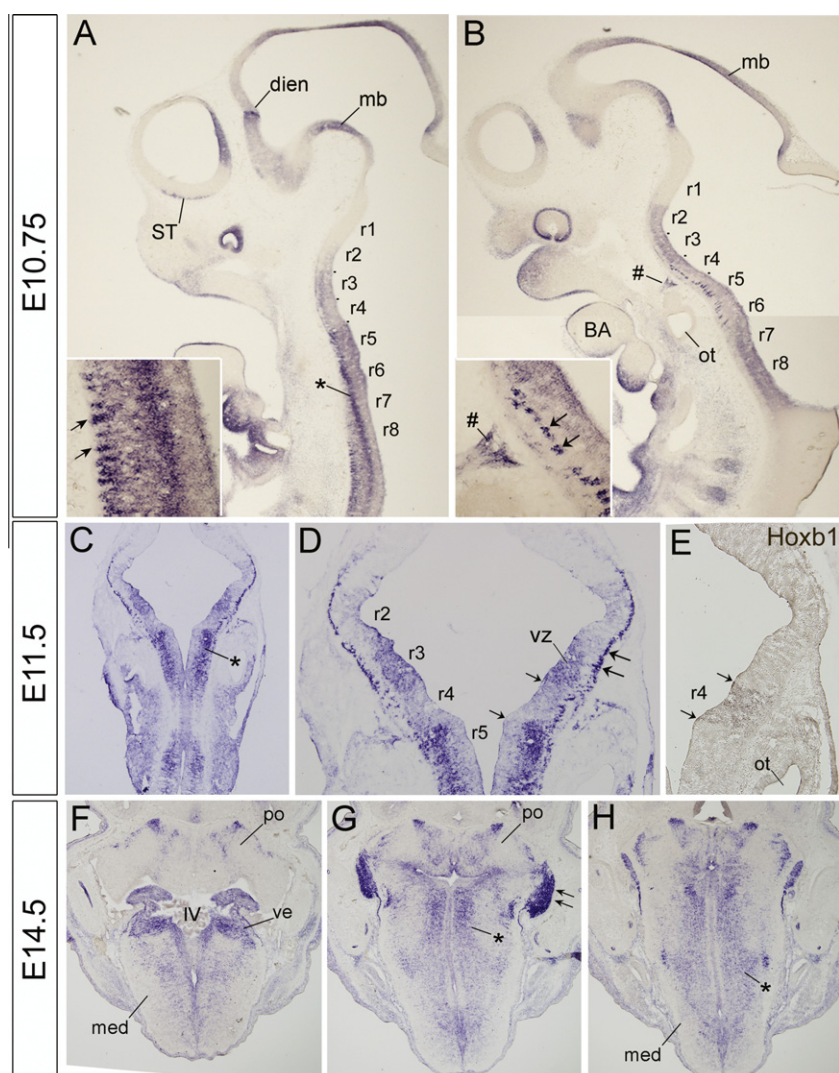 E10.75
A
dien
mb
ST
r1
r2
r3
r4
r5
r6
r7
r8
*
B
mb
r1
r2
r3
r4
r5
r6
r7
r8
#
BA
ot
#
E11.5
C
*
D
r2
r3
r4
r5
vz
E
Hoxb1
r4
ot
E14.5
F
po
IV
ve
med
G
po
*
H
*
med